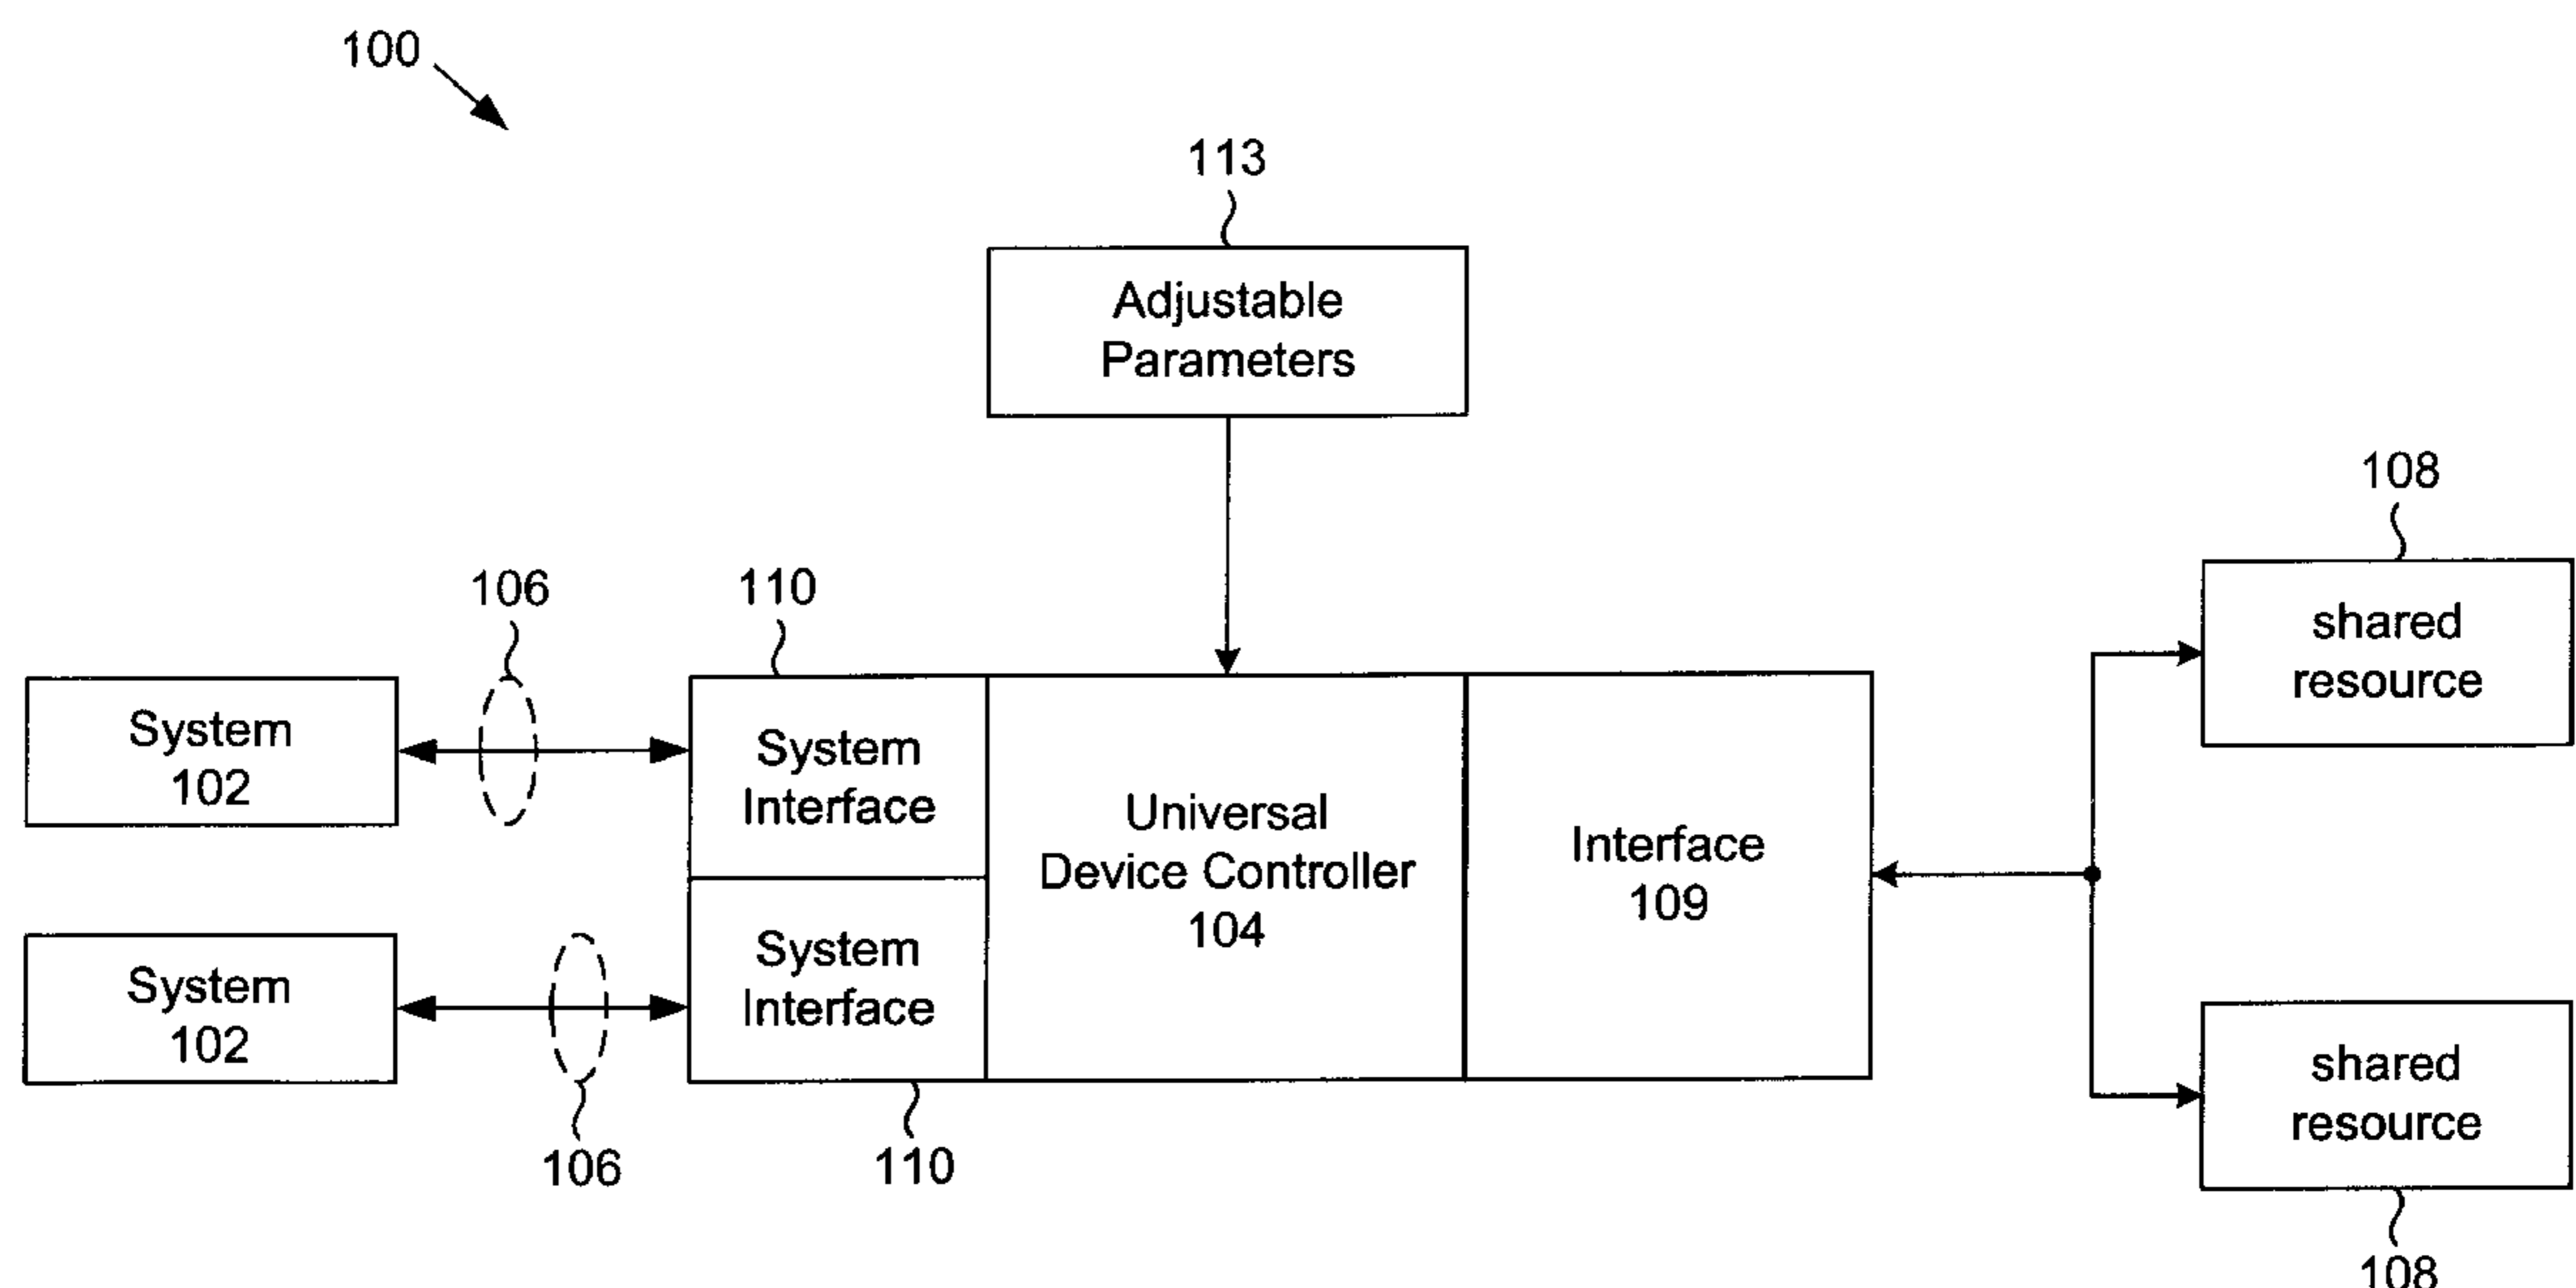 100
113
Adjustable
Parameters
108
106
110
shared
resource
System
102
System
Interface
Universal
Device Controller
104
Interface
109
System
102
System
Interface
shared
resource
106
110
108